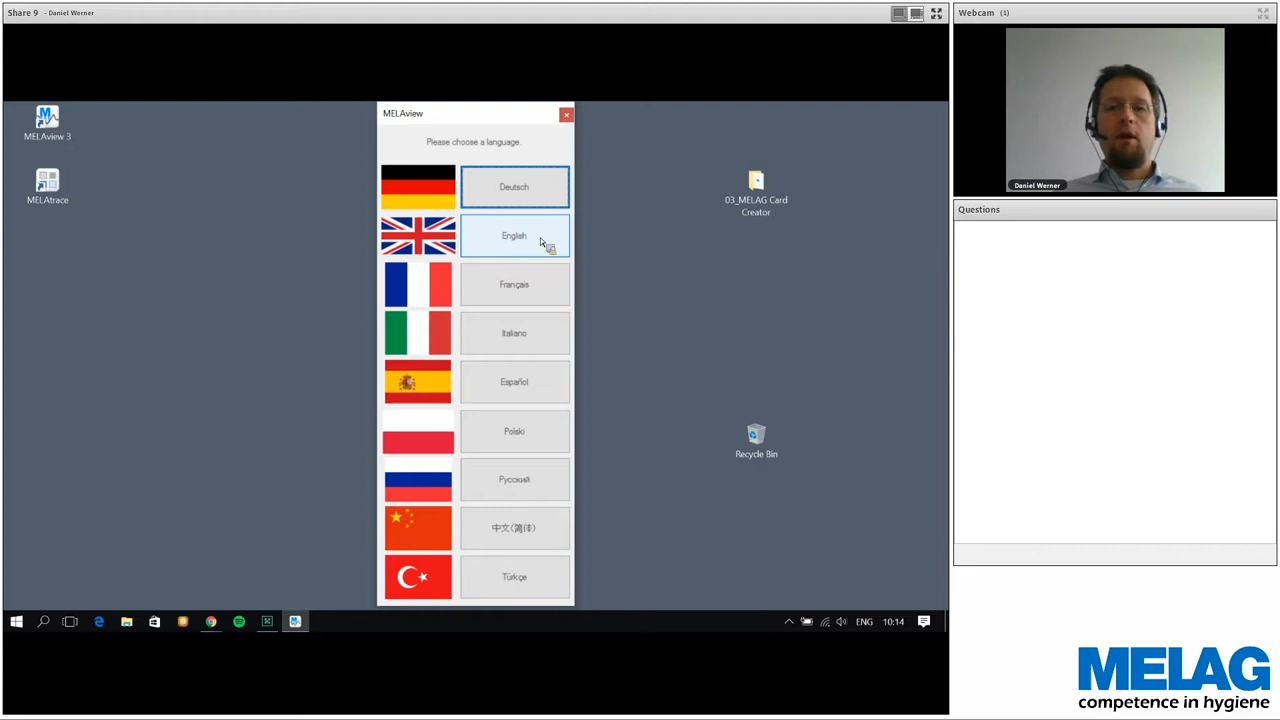 Share 9 - Daniel Werner
Webcam (1)
MELAview 3
MELAtrace
MELAview
Please choose a language.
Deutsch
English
Français
Italiano
Español
Polski
Русский
中文(简体)
Türkçe
03_MELAG Card
Creator
Recycle Bin
ENG
10:14
Daniel Werner
Questions
MELAG
competence in hygiene